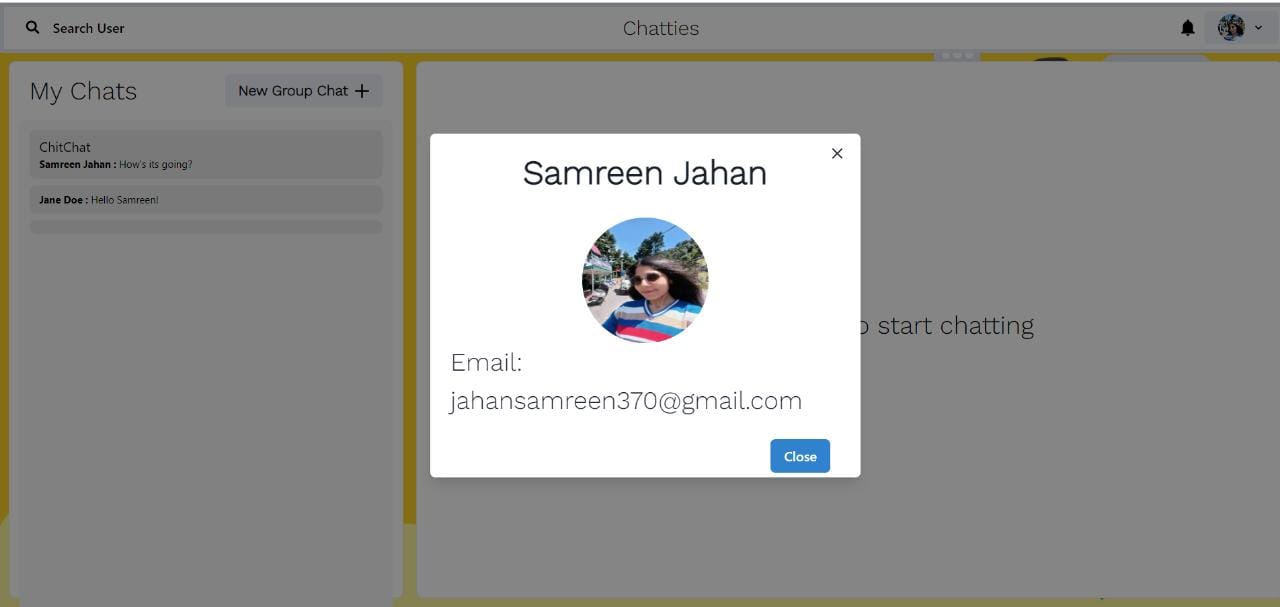 Search User
Chatties
My Chats
New Group Chat +
ChitChat
Samreen Jahan : How's its going?
Jane Doe : Hello Samreen!
Samreen Jahan
Email:
jahansamreen370@gmail.com
Close
start chatting